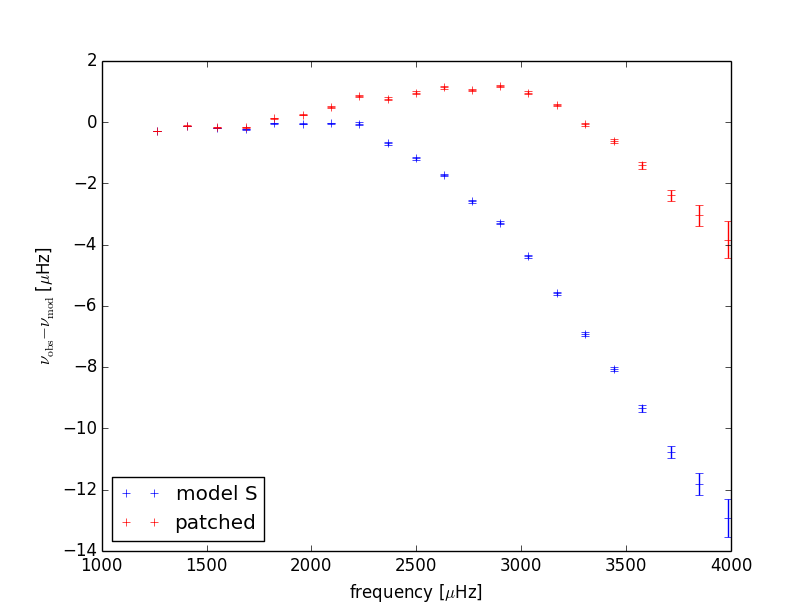 2
0
−2
−4
−6
−8
−10
−12
−14
1000 1500 2000 2500 3000 3500 4000
ν_obs−ν_mod [μHz]
frequency [μHz]
model S
patched